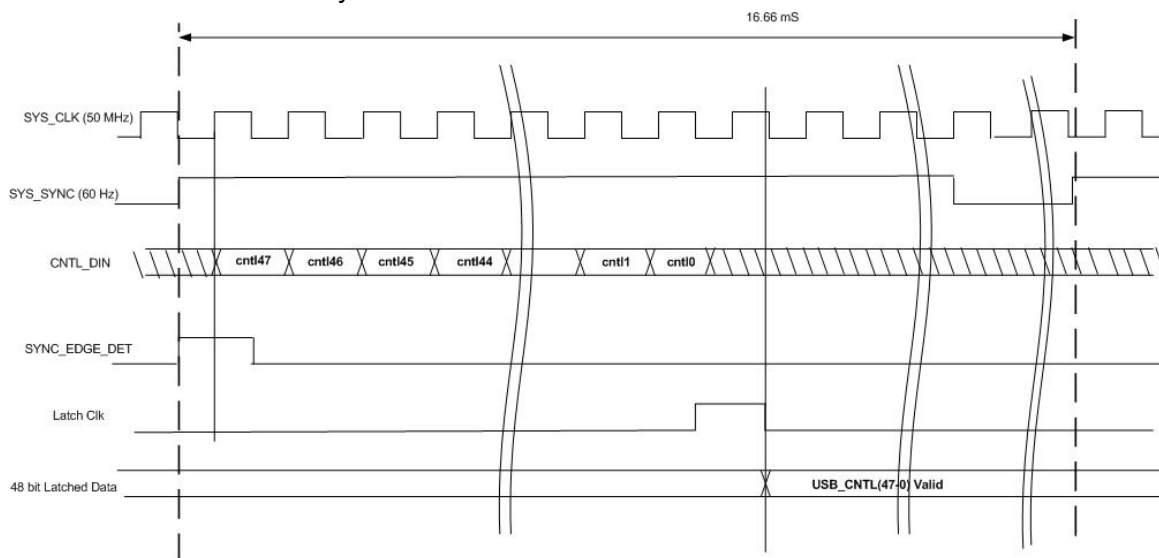 16.66 mS
SYS_CLK (50 MHz)
SYS_SYNC (60 Hz)
CNTL_DIN
cntl47 cntl46 cntl45 cntl44 cntl1 cntl0
SYNC_EDGE_DET
Latch Clk
48 bit Latched Data
USB_CNTL(47-0) Valid